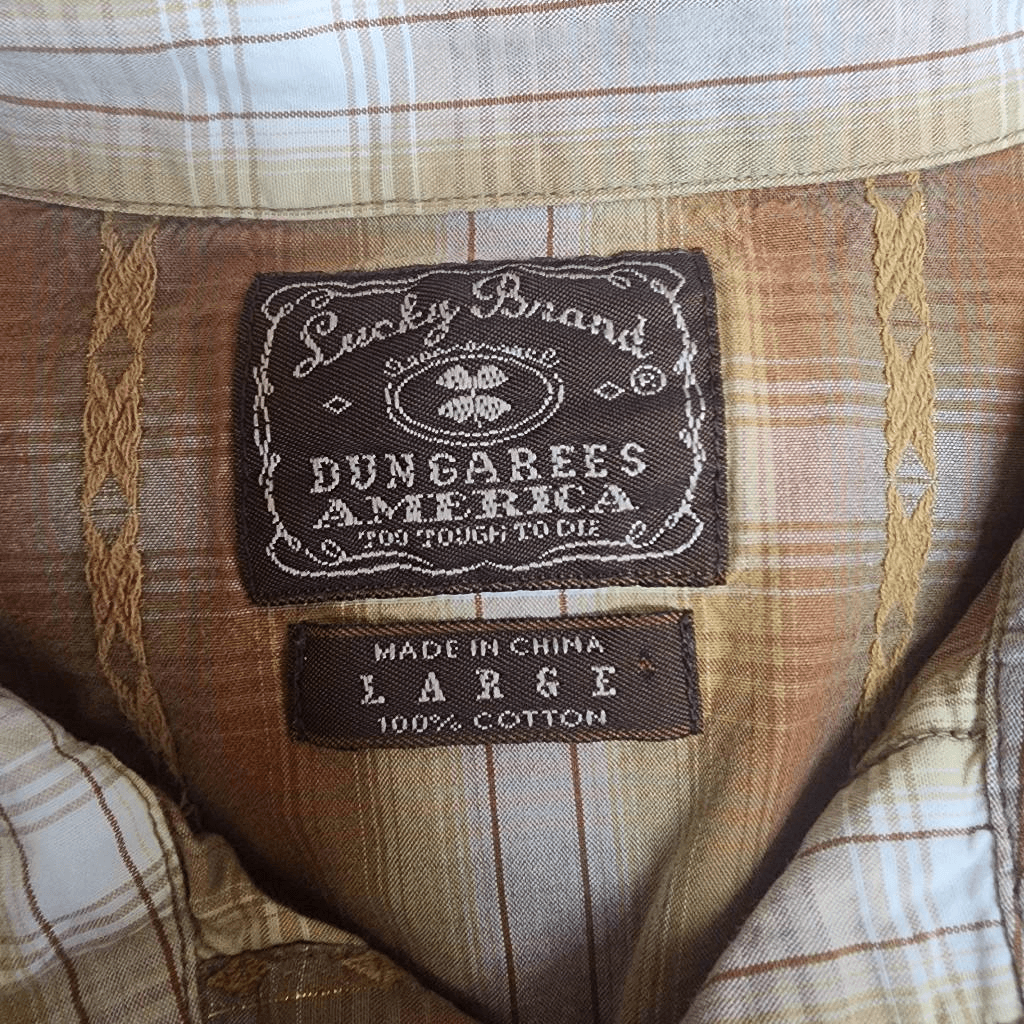 Lucky Brand
®
DUNGAREES
AMERICA
TOO TOUGH TO DIE
MADE IN CHINA
LARGE
100% COTTON